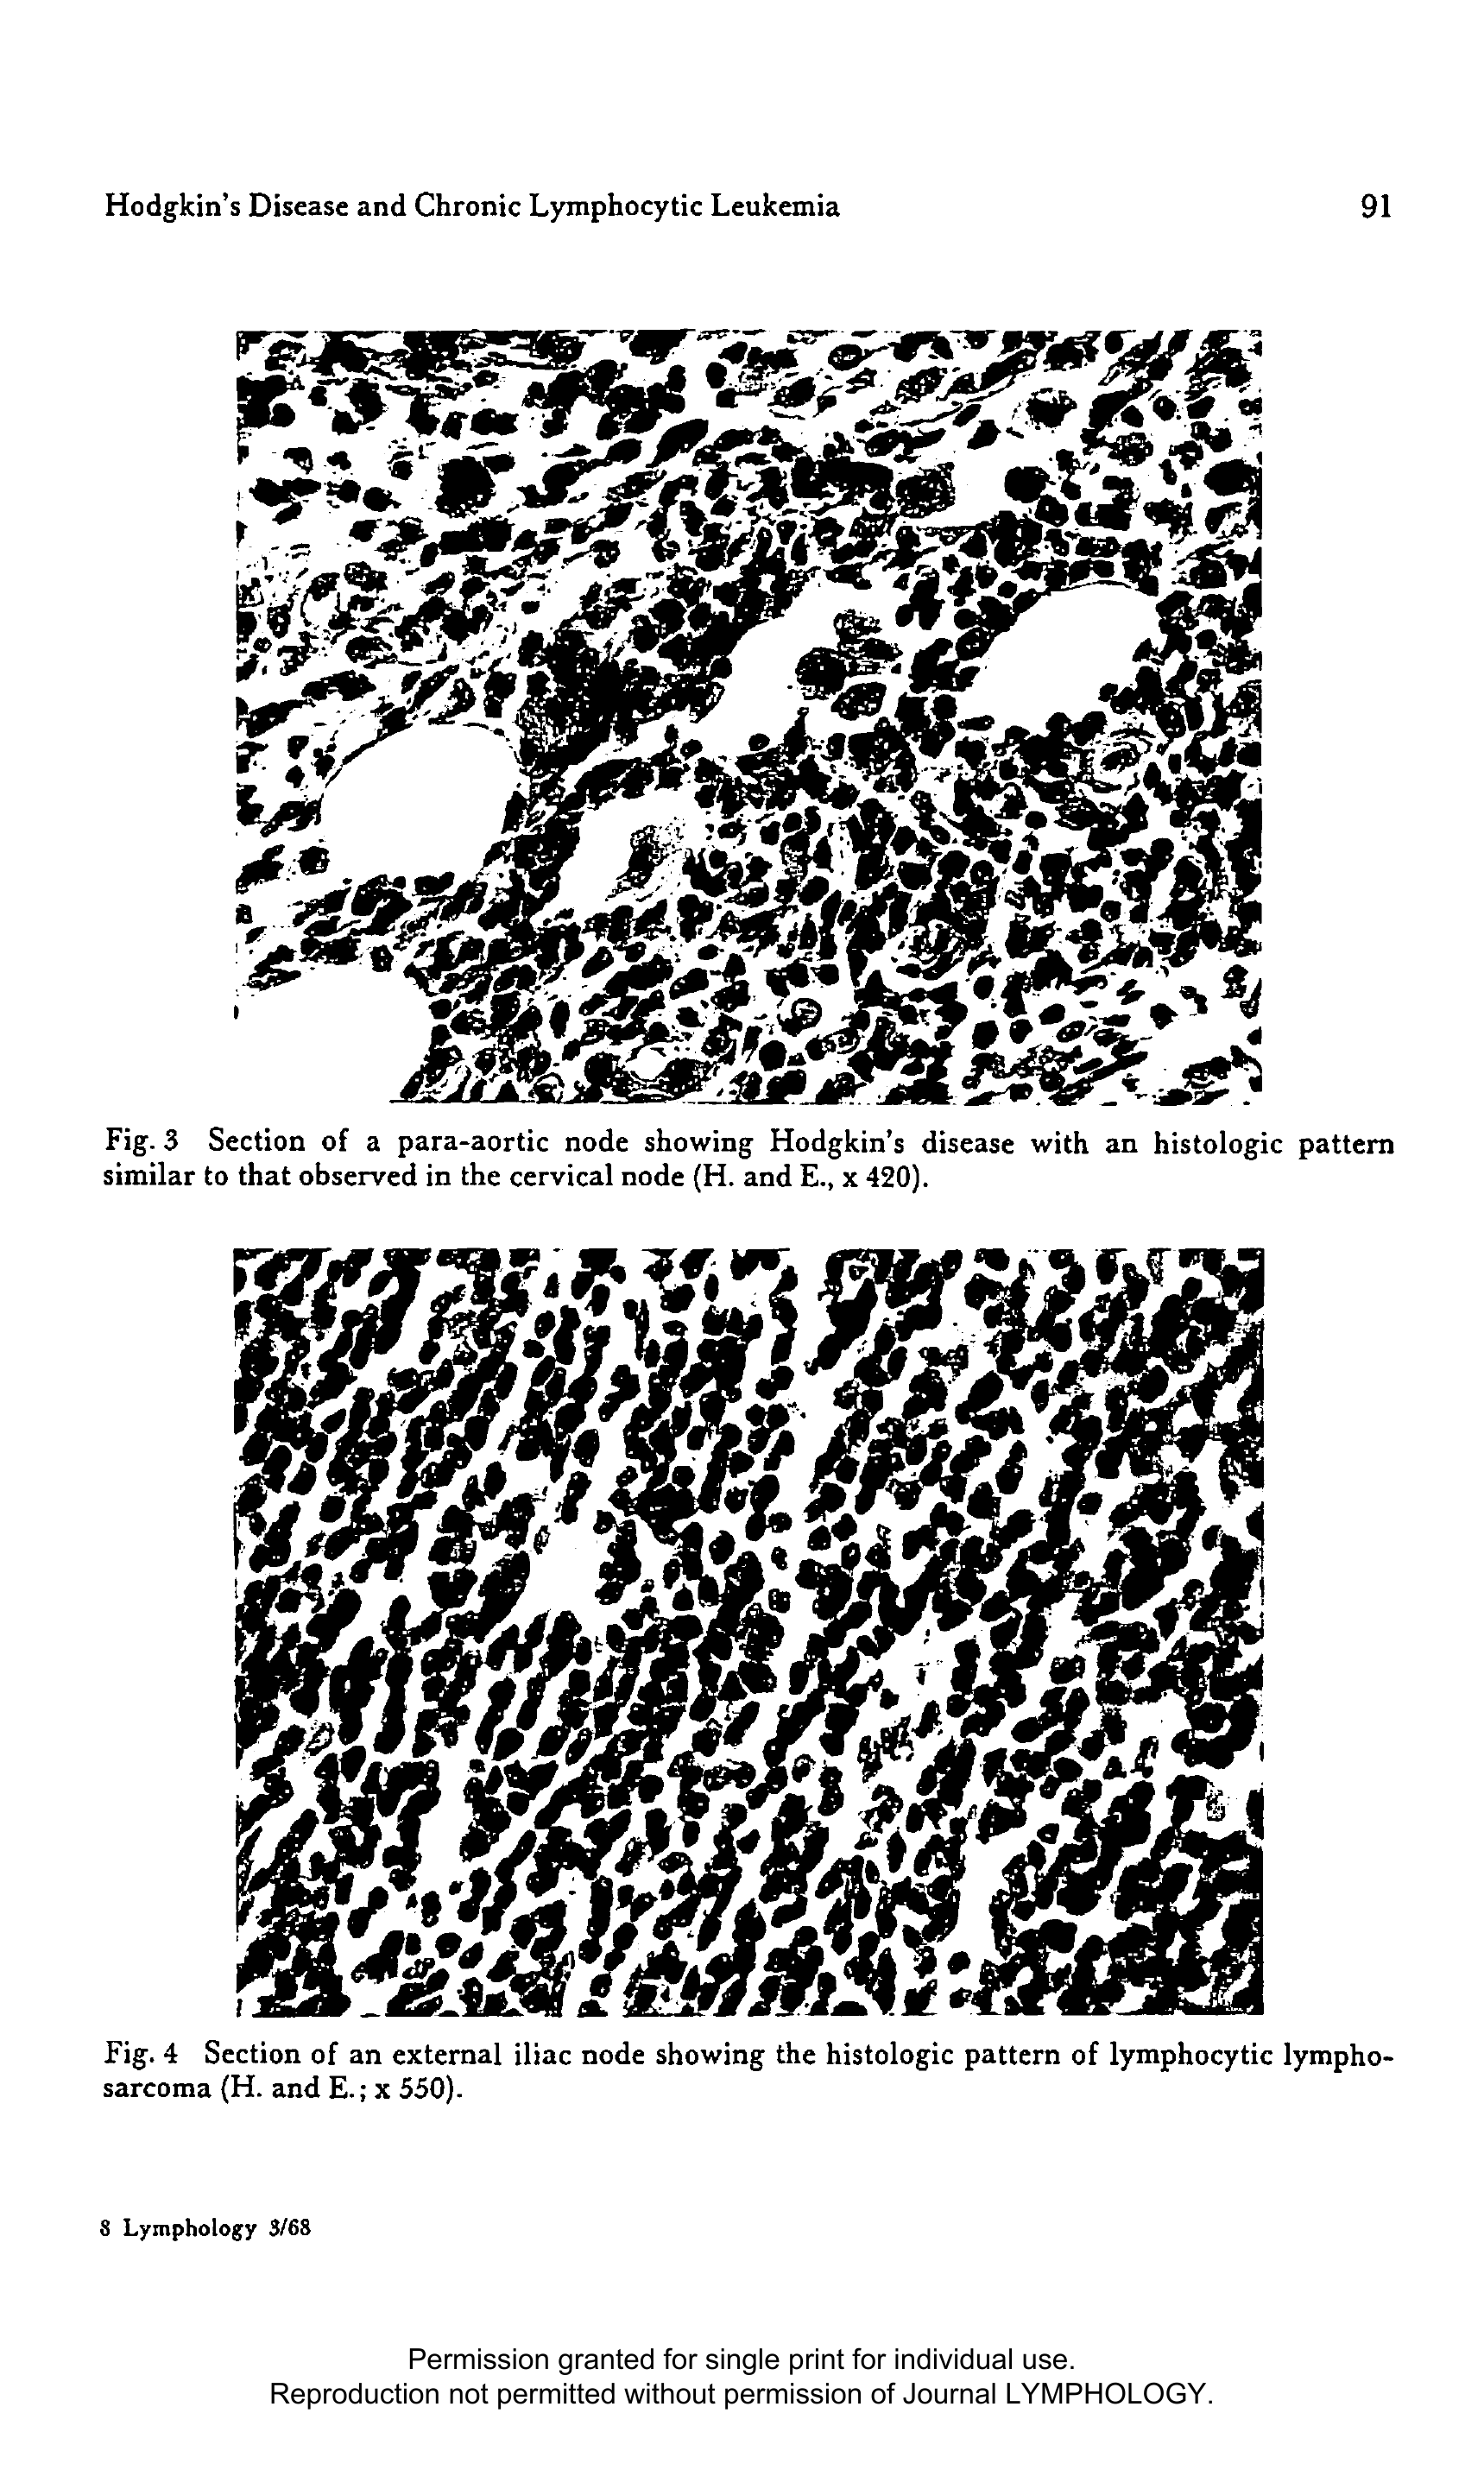 Hodgkin's Disease and Chronic Lymphocytic Leukemia 91
Fig. 3 Section of a para-aortic node showing Hodgkin's disease with an histologic pattern
similar to that observed in the cervical node (H. and E., x 420).
Fig. 4 Section of an external iliac node showing the histologic pattern of lymphocytic lympho-
sarcoma (H. and E.; x 550).
8 Lymphology 3/68
Permission granted for single print for individual use.
Reproduction not permitted without permission of Journal LYMPHOLOGY.